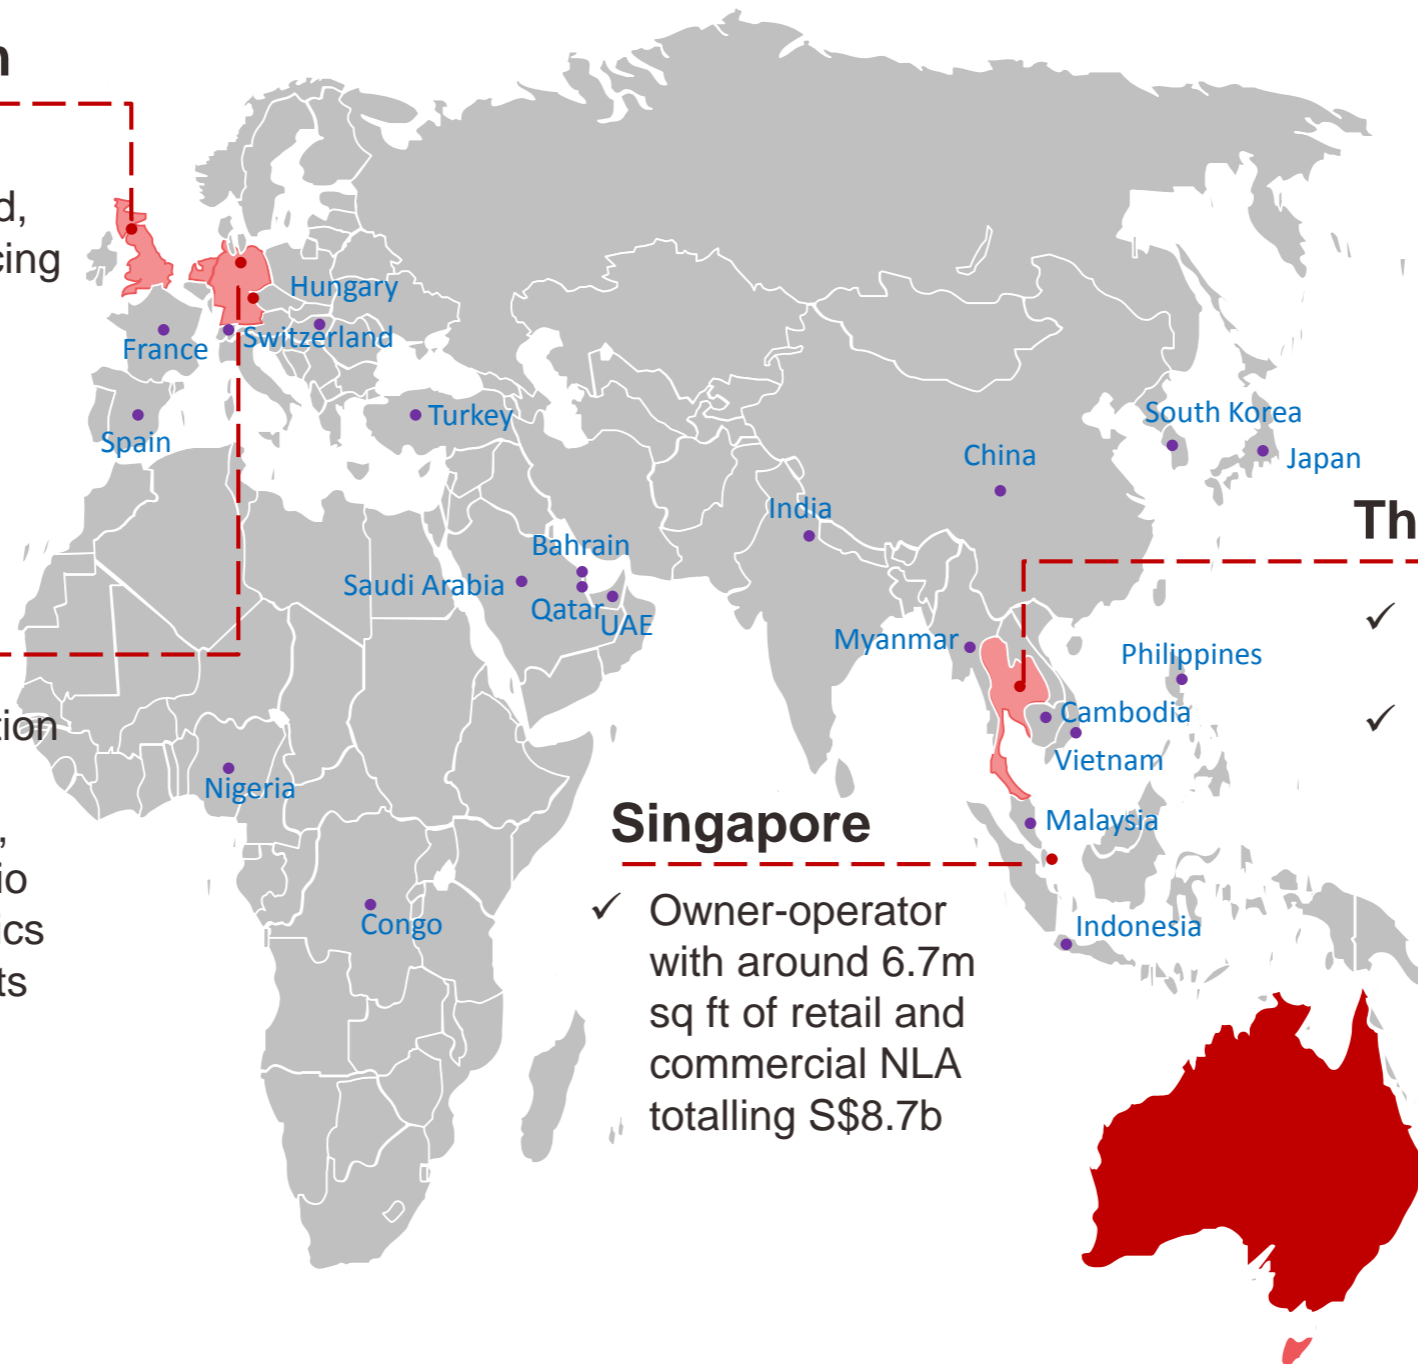 n
d,
cing
Hungary
Switzerland
France
Spain
Turkey
South Korea
Japan
China
India
Bahrain
Saudi Arabia
Qatar
UAE
Th
✓
Myanmar
Philippines
✓
Cambodia
Vietnam
tion
Nigeria
,
io
ics
ts
Congo
Singapore
Malaysia
Indonesia
✓ Owner-operator
with around 6.7m
sq ft of retail and
commercial NLA
totalling S$8.7b